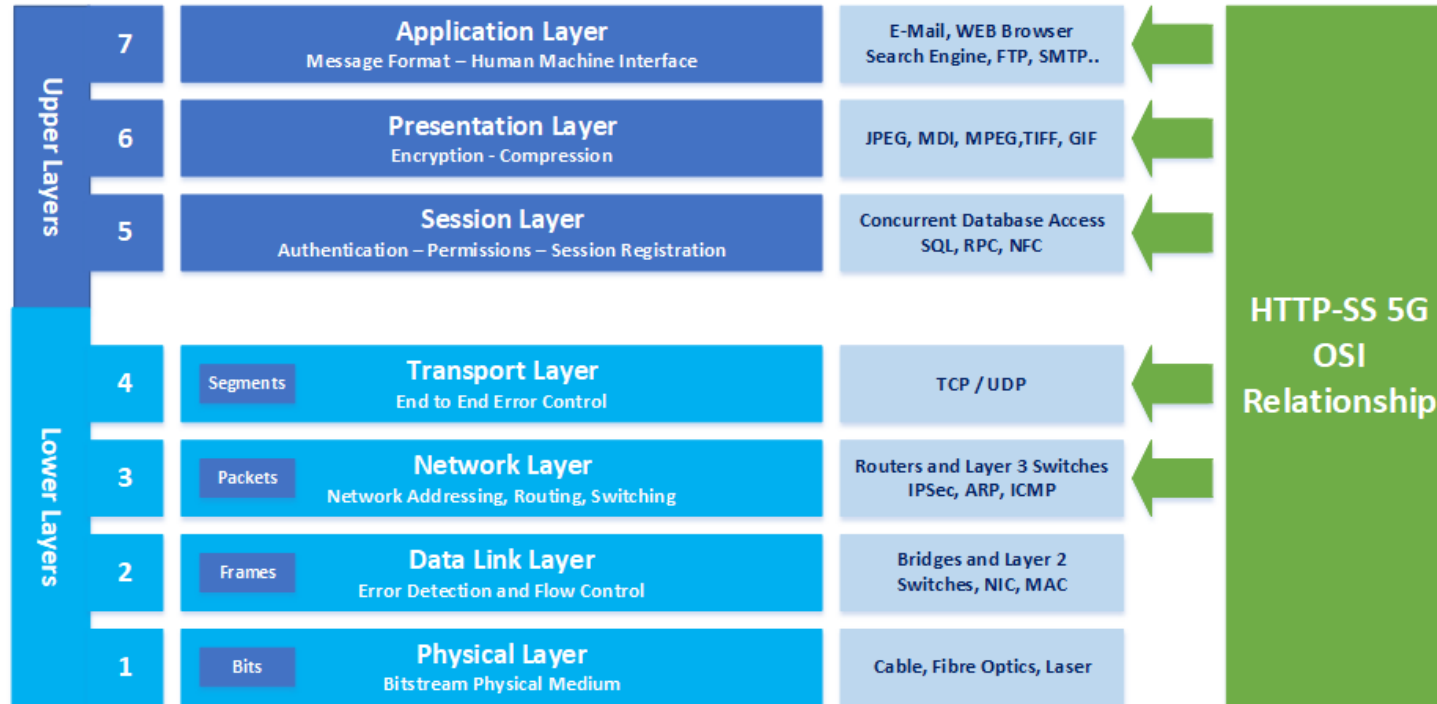 Upper Layers
7
Application Layer
Message Format – Human Machine Interface
E-Mail, WEB Browser
Search Engine, FTP, SMTP..
6
Presentation Layer
Encryption - Compression
JPEG, MDI, MPEG,TIFF, GIF
5
Session Layer
Authentication – Permissions – Session Registration
Concurrent Database Access
SQL, RPC, NFC
Lower Layers
4
Segments
Transport Layer
End to End Error Control
TCP / UDP
3
Packets
Network Layer
Network Addressing, Routing, Switching
Routers and Layer 3 Switches
IPSec, ARP, ICMP
2
Frames
Data Link Layer
Error Detection and Flow Control
Bridges and Layer 2
Switches, NIC, MAC
1
Bits
Physical Layer
Bitstream Physical Medium
Cable, Fibre Optics, Laser
HTTP-SS 5G
OSI
Relationship